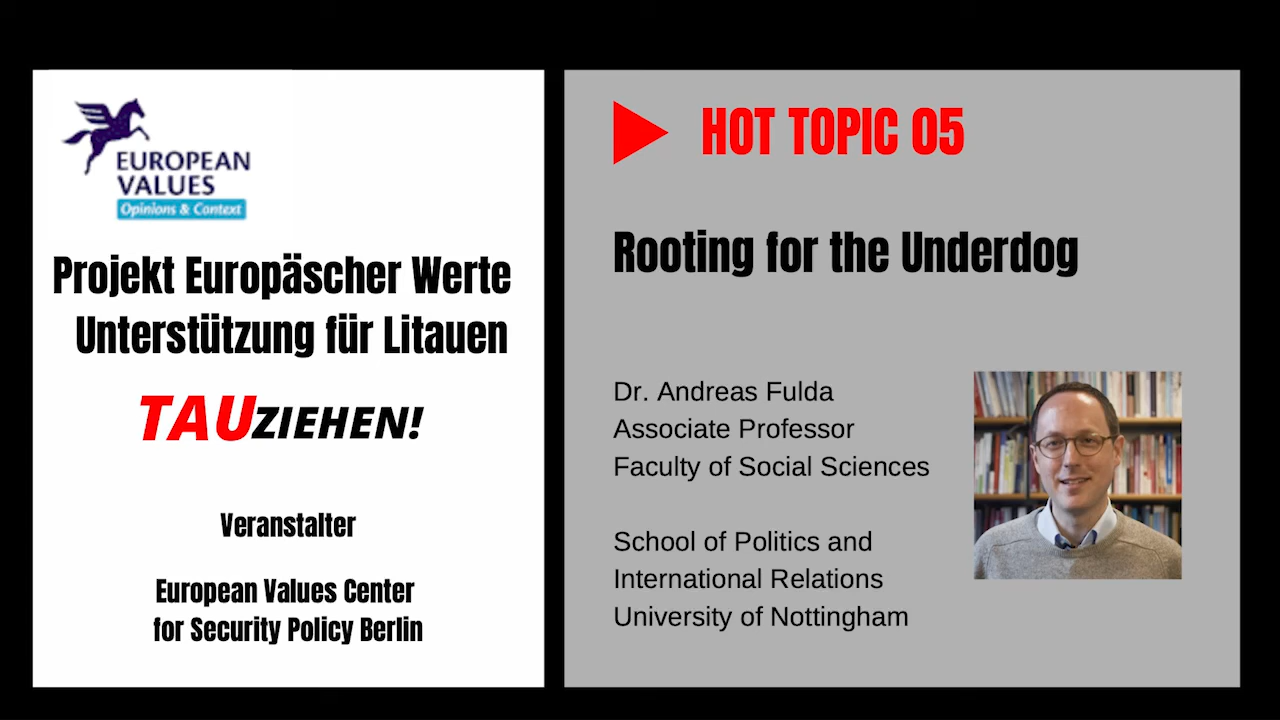 EUROPEAN
VALUES
Opinions & Context
Projekt Europäscher Werte
Unterstützung für Litauen
TAUZIEHEN!
Veranstalter
European Values Center
for Security Policy Berlin
HOT TOPIC 05
Rooting for the Underdog
Dr. Andreas Fulda
Associate Professor
Faculty of Social Sciences
School of Politics and
International Relations
University of Nottingham